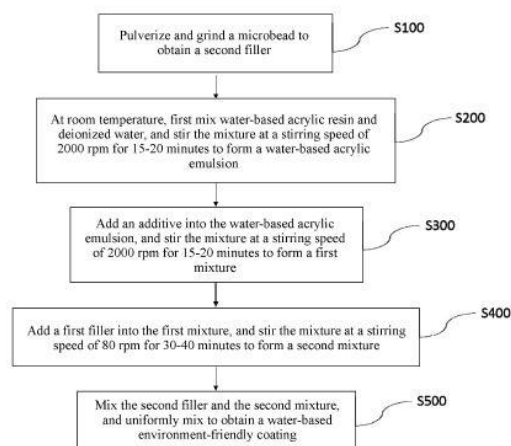 Pulverize and grind a microbead to
obtain a second filler
S100
At room temperature, first mix water-based acrylic resin and
deionized water, and stir the mixture at a stirring speed of
2000 rpm for 15-20 minutes to form a water-based acrylic
emulsion
S200
Add an additive into the water-based acrylic
emulsion, and stir the mixture at a stirring speed
of 2000 rpm for 15-20 minutes to form a first
mixture
S300
Add a first filler into the first mixture, and stir the mixture at a stirring
speed of 80 rpm for 30-40 minutes to form a second mixture
S400
Mix the second filler and the second mixture,
and uniformly mix to obtain a water-based
environment-friendly coating
S500